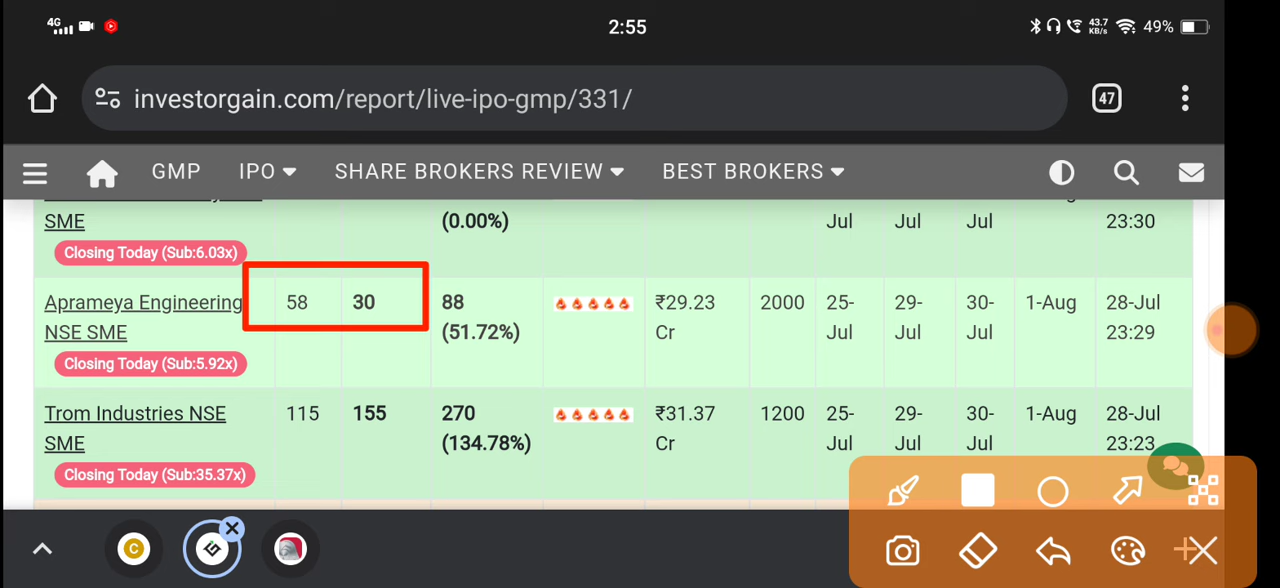 4G 2:55 43.7 KB/s 49%
investorgain.com/report/live-ipo-gmp/331/ 47
GMP IPO SHARE BROKERS REVIEW BEST BROKERS
SME (0.00%) Jul Jul Jul 23:30
Closing Today (Sub:6.03x)
Aprameya Engineering 58 30 88 ₹29.23 2000 25- 29- 30- 1-Aug 28-Jul
NSE SME (51.72%) Cr Jul Jul Jul 23:29
Closing Today (Sub:5.92x)
Trom Industries NSE 115 155 270 ₹31.37 1200 25- 29- 30- 1-Aug 28-Jul
SME (134.78%) Cr Jul Jul Jul 23:23
Closing Today (Sub:35.37x)
C